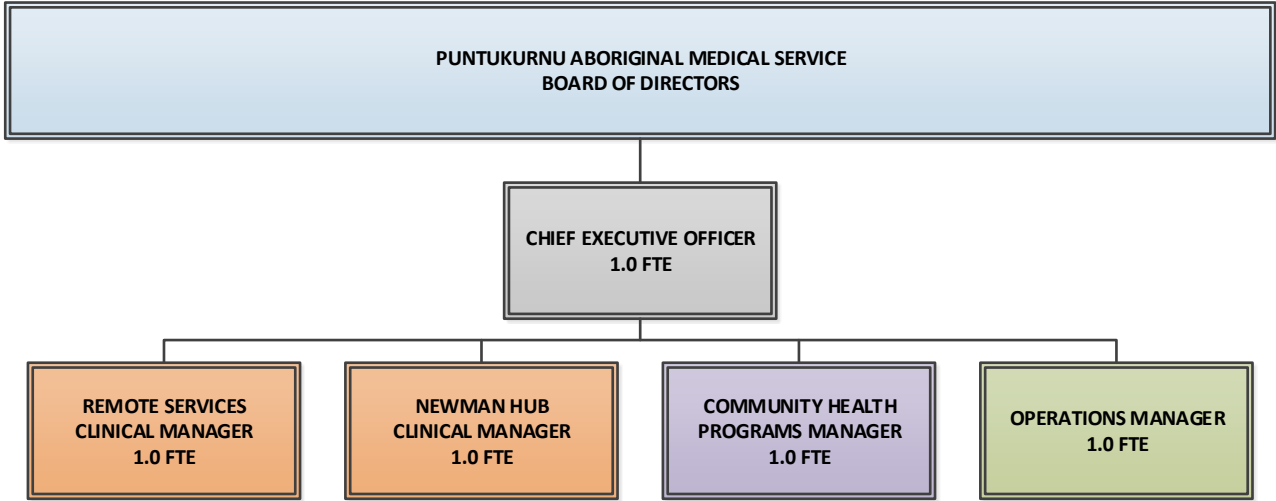 PUNTUKURNU ABORIGINAL MEDICAL SERVICE
BOARD OF DIRECTORS
CHIEF EXECUTIVE OFFICER
1.0 FTE
REMOTE SERVICES
CLINICAL MANAGER
1.0 FTE
NEWMAN HUB
CLINICAL MANAGER
1.0 FTE
COMMUNITY HEALTH
PROGRAMS MANAGER
1.0 FTE
OPERATIONS MANAGER
1.0 FTE